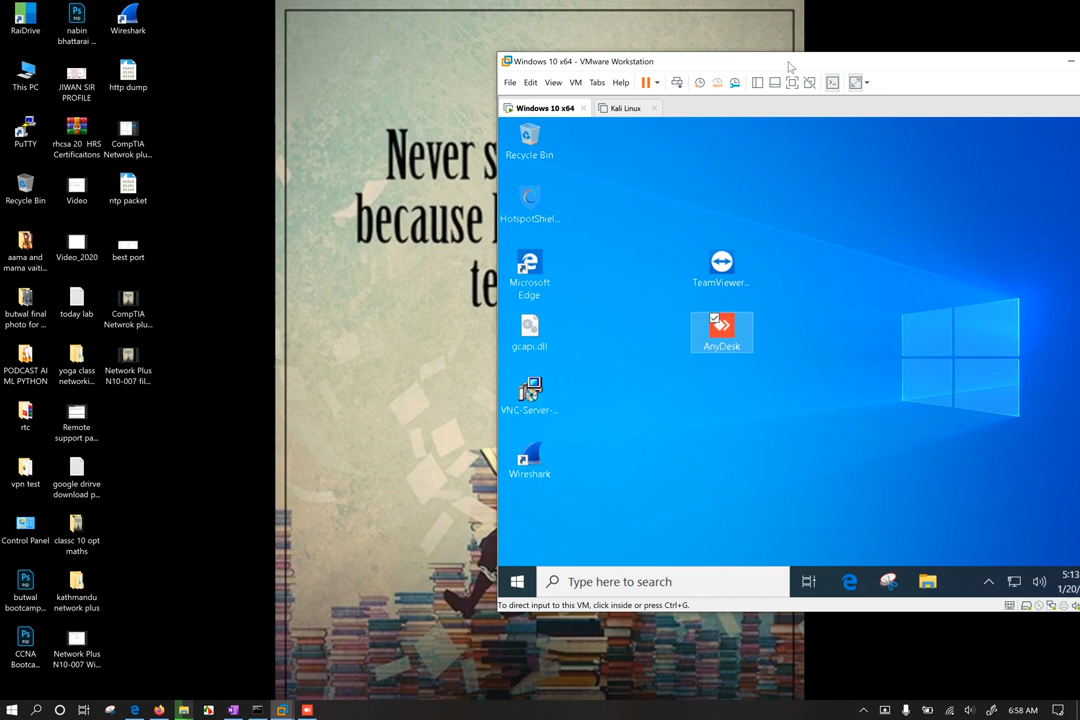 RaiDrive
nabin
bhattarai ...
Wireshark
This PC
JIWAN SIR
PROFILE
http dump
PuTTY
rhcsa 20 HRS
Certificaitons
CompTIA
Netwrok plu...
Recycle Bin
Video
ntp packet
aama and
mama vaiti...
Video_2020
best port
butwal final
photo for ...
today lab
CompTIA
Netwrok plu...
PODCAST AI
ML PYTHON
yoga class
networki...
Network Plus
N10-007 fil...
rtc
Remote
support pa...
vpn test
google drirve
download p...
Control Panel
classc 10 opt
maths
butwal
bootcamp...
kathmandu
network plus
CCNA
Bootca...
Network Plus
N10-007 Wi...
Never s
because l
te
Windows 10 x64 - VMware Workstation
File Edit View VM Tabs Help
Windows 10 x64
Kali Linux
Recycle Bin
HotspotShiel...
Microsoft
Edge
TeamViewer...
gcapi.dll
AnyDesk
VNC-Server-...
Wireshark
Type here to search
5:13
1/20/
To direct input to this VM, click inside or press Ctrl+G.
6:58 AM